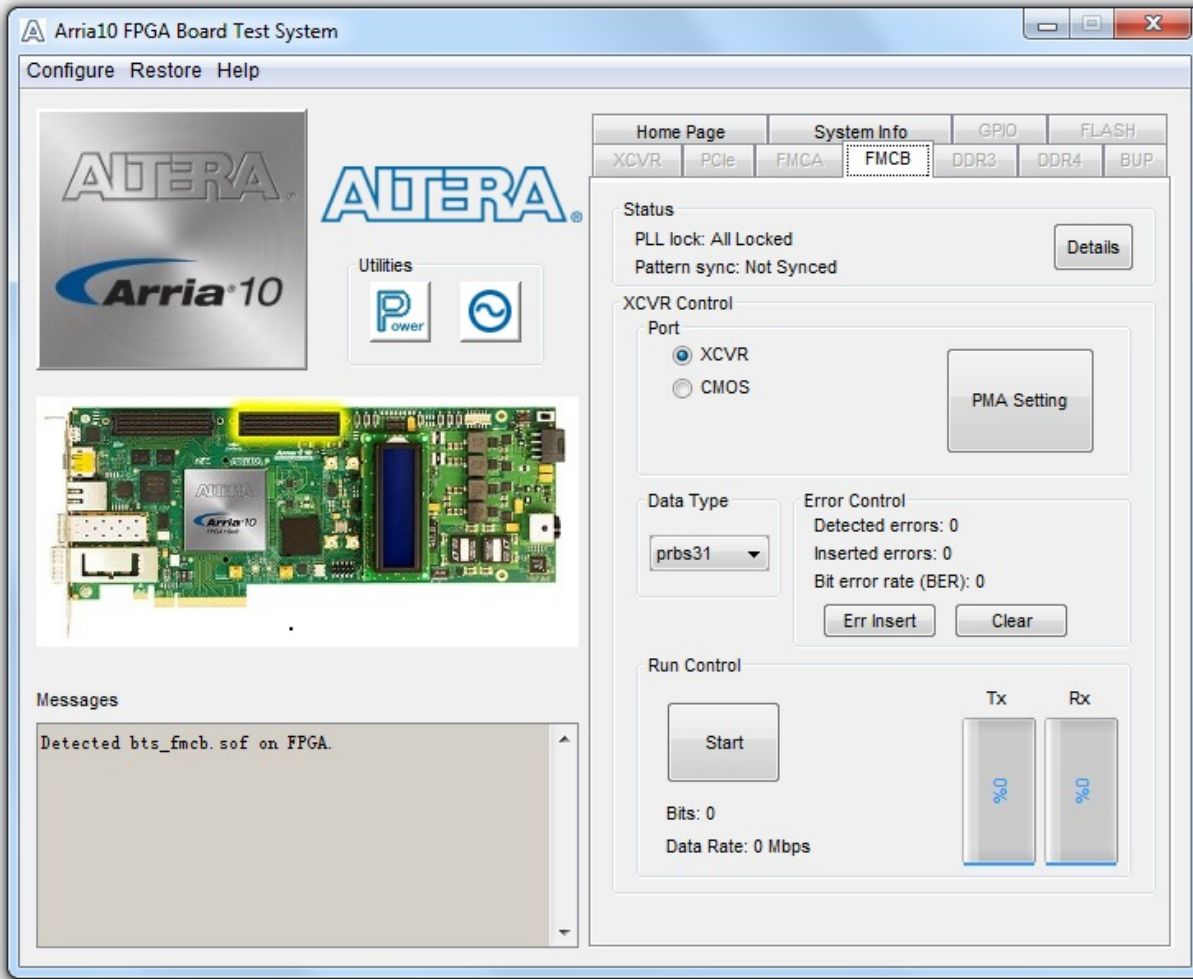 Arria10 FPGA Board Test System
Configure Restore Help
ALTERA®
Arria® 10
ALTERA®
Utilities
Power
ALTERA
Arria 10
Messages
Detected bts_fmcb.sof on FPGA.
Home Page System Info GPIO FLASH
XCVR PCIe FMCA FMCB DDR3 DDR4 BUP
Status
PLL lock: All Locked
Pattern sync: Not Synced
Details
XCVR Control
Port
XCVR
CMOS
PMA Setting
Data Type
prbs31
Error Control
Detected errors: 0
Inserted errors: 0
Bit error rate (BER): 0
Err Insert Clear
Run Control
Start
Tx Rx
0% 0%
Bits: 0
Data Rate: 0 Mbps